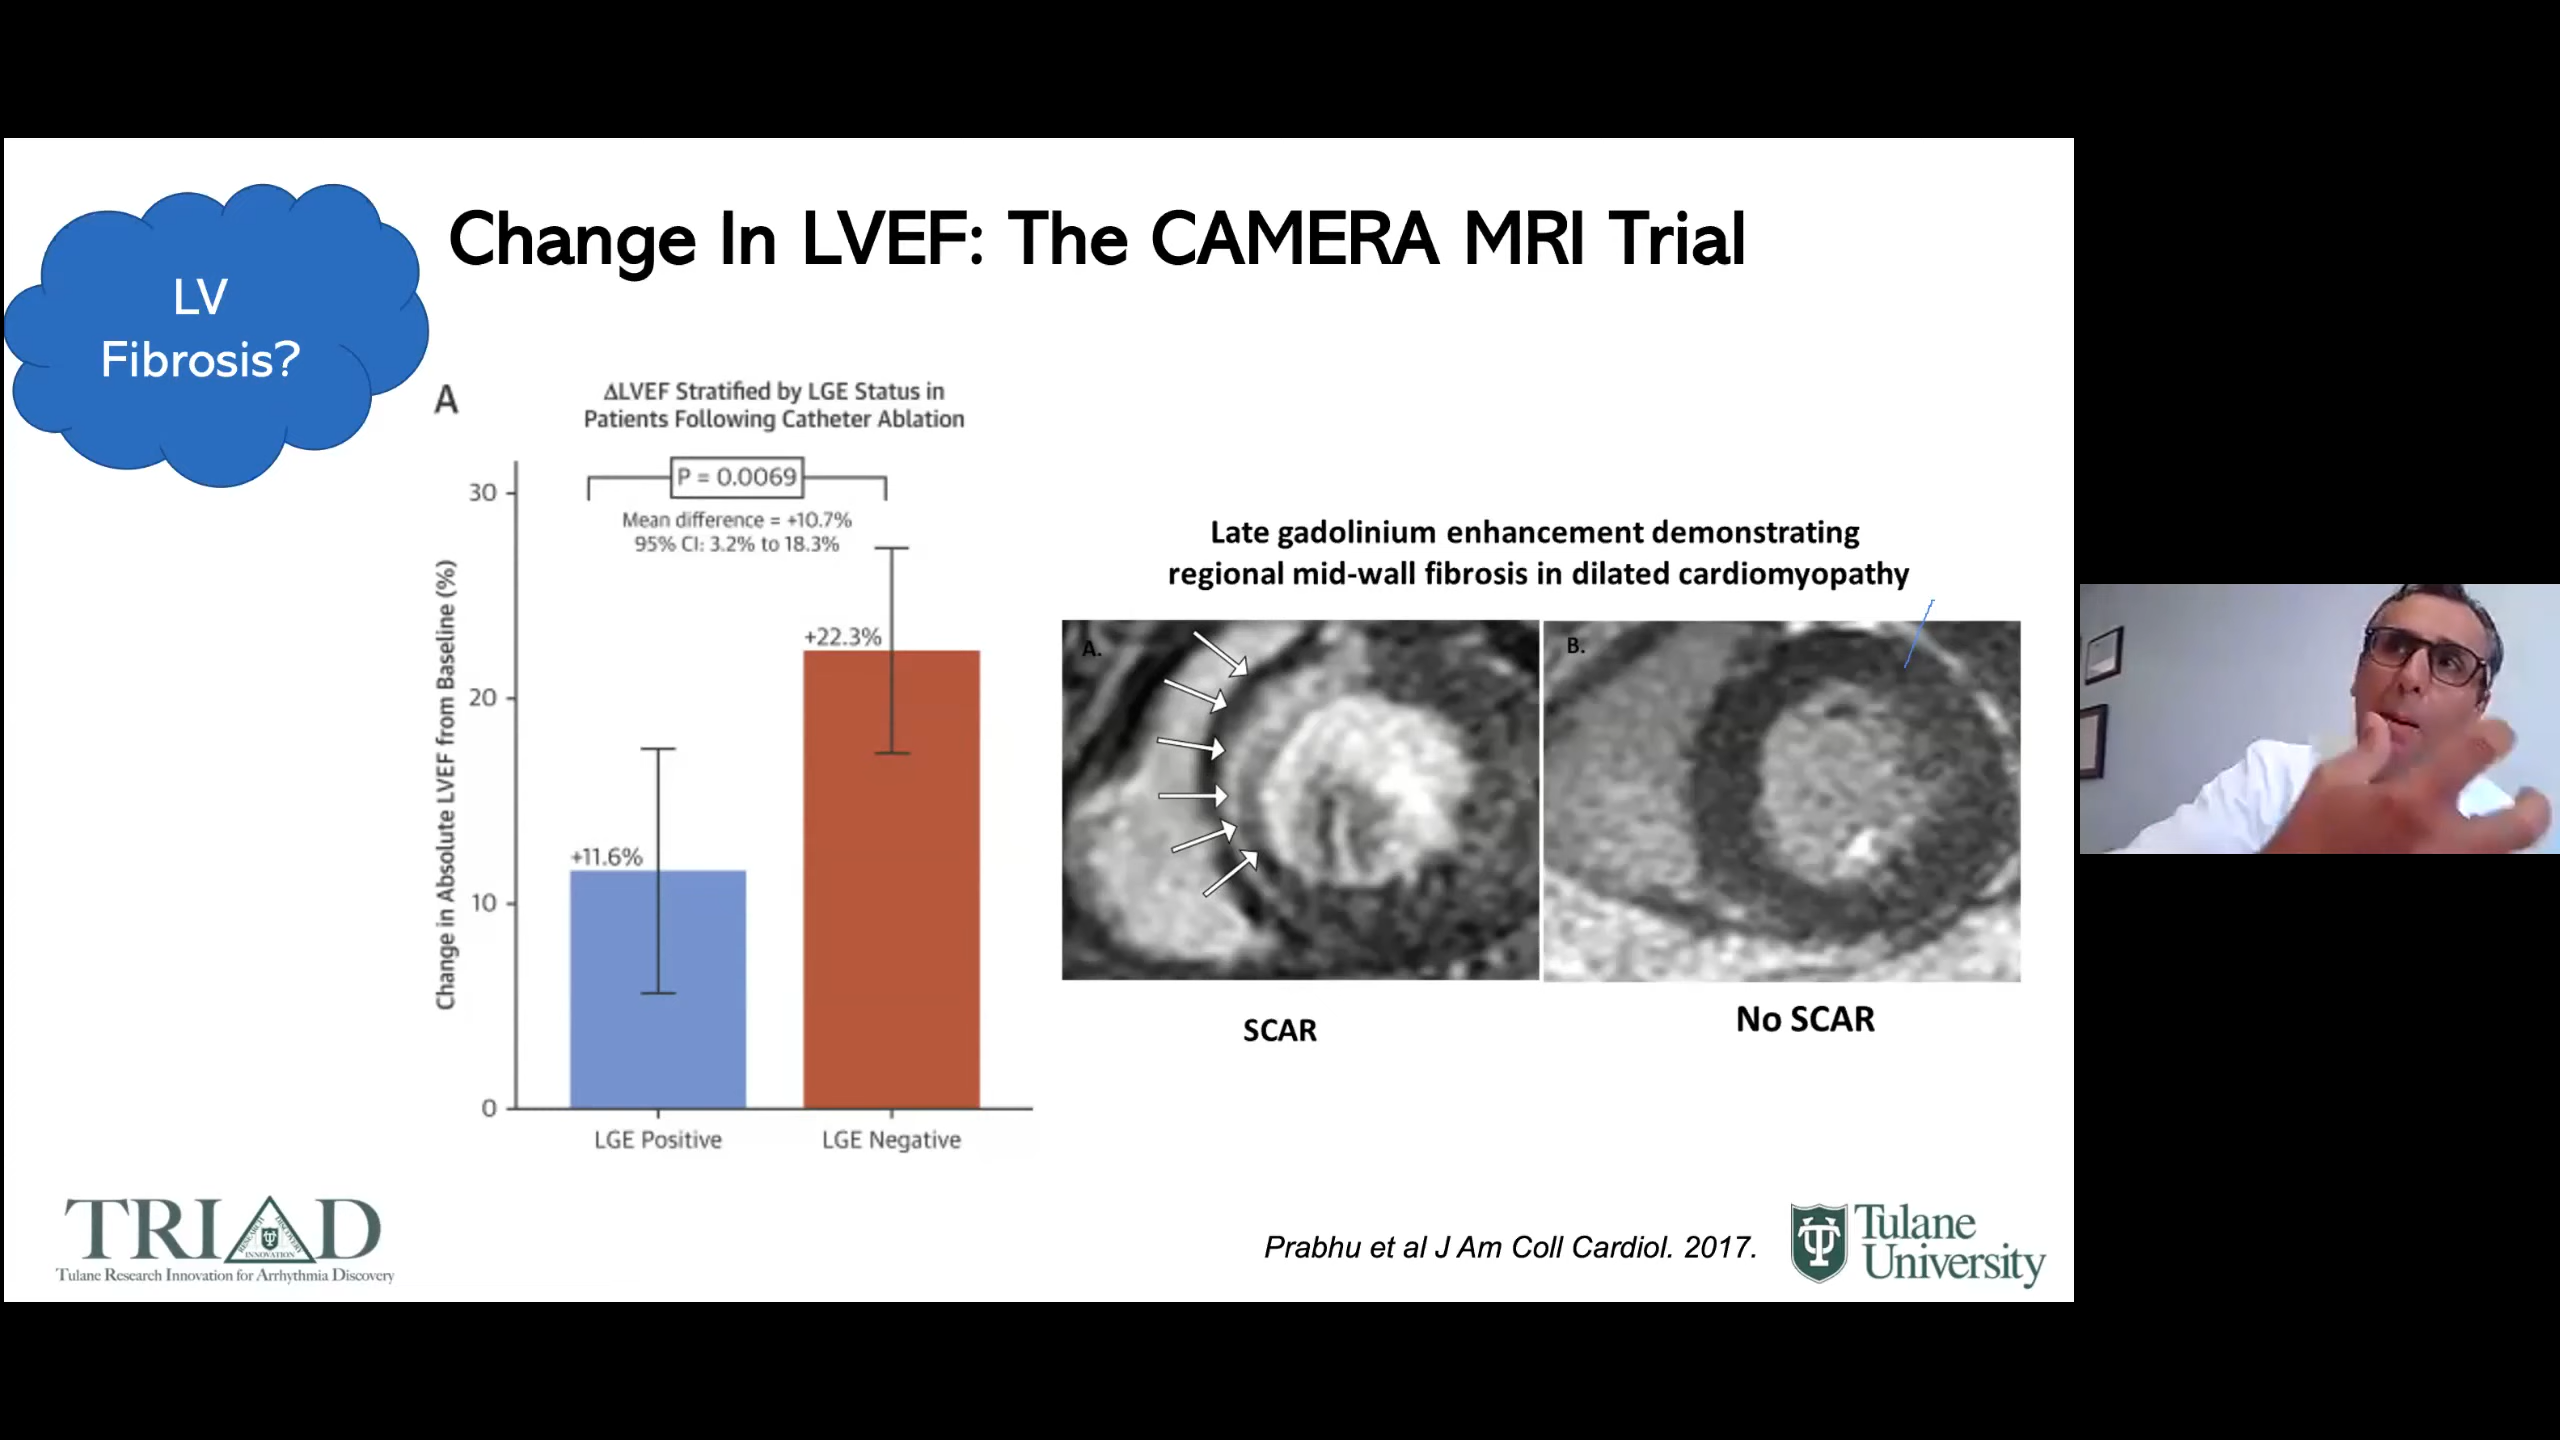 Change In LVEF: The CAMERA MRI Trial
LV
Fibrosis?
A
ΔLVEF Stratified by LGE Status in
Patients Following Catheter Ablation
P = 0.0069
Mean difference = +10.7%
95% CI: 3.2% to 18.3%
Change in Absolute LVEF from Baseline (%)
30
20
10
0
+11.6%
+22.3%
LGE Positive
LGE Negative
Late gadolinium enhancement demonstrating
regional mid-wall fibrosis in dilated cardiomyopathy
A.
B.
SCAR
No SCAR
TRIAD
RESEARCH
DISCOVERY
INNOVATION
Tulane Research Innovation for Arrhythmia Discovery
Prabhu et al J Am Coll Cardiol. 2017.
Tulane
University